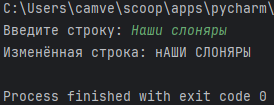 C:\Users\camve\scoop\apps\pycharm\
Введите строку: Наши слоняры
Изменённая строка: нАШИ СЛОНЯРЫ
Process finished with exit code 0